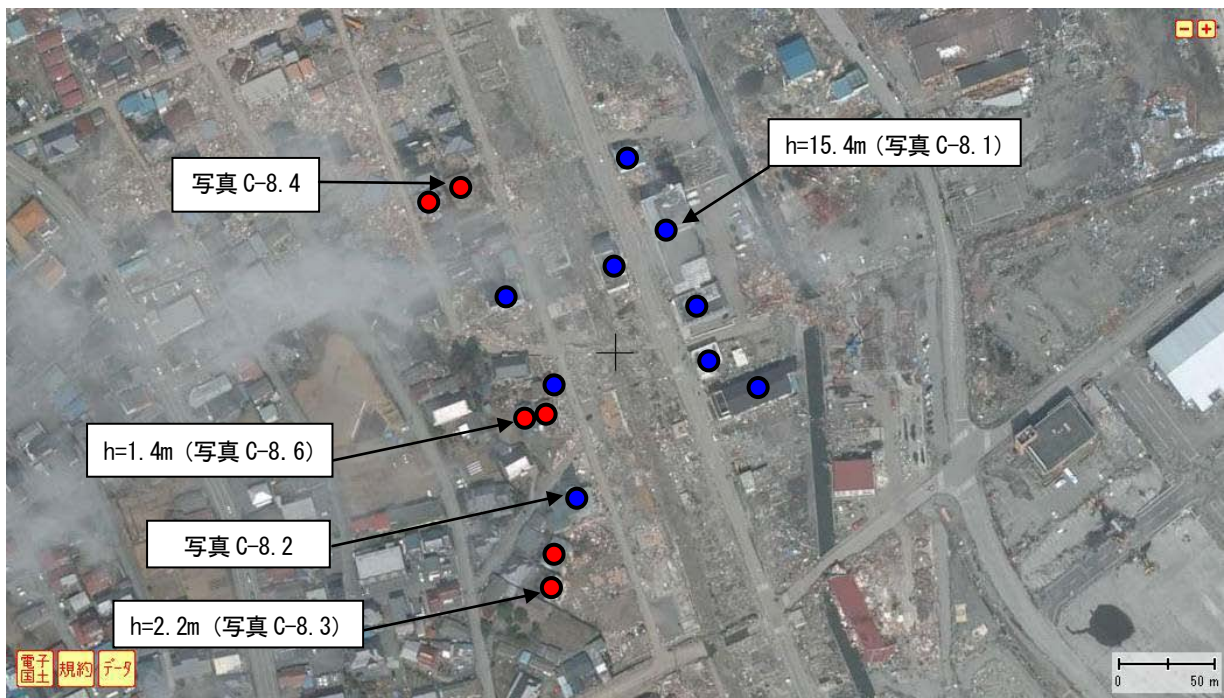 h=15.4m (写真 C-8.1)
写真 C-8.4
h=1.4m (写真 C-8.6)
写真 C-8.2
h=2.2m (写真 C-8.3)
電子国土
規約
データ
0 50 m